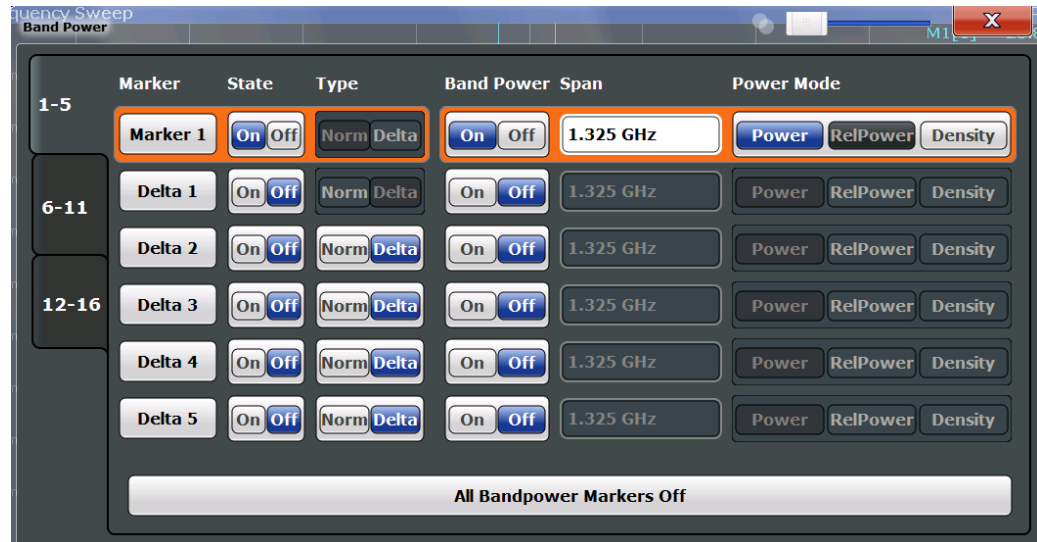 quency Sweep
Band Power
X
M1[1]
Marker State Type Band Power Span Power Mode
1-5
Marker 1 On Off Norm Delta On Off 1.325 GHz Power RelPower Density
Delta 1 On Off Norm Delta On Off 1.325 GHz Power RelPower Density
6-11
Delta 2 On Off Norm Delta On Off 1.325 GHz Power RelPower Density
12-16
Delta 3 On Off Norm Delta On Off 1.325 GHz Power RelPower Density
Delta 4 On Off Norm Delta On Off 1.325 GHz Power RelPower Density
Delta 5 On Off Norm Delta On Off 1.325 GHz Power RelPower Density
All Bandpower Markers Off